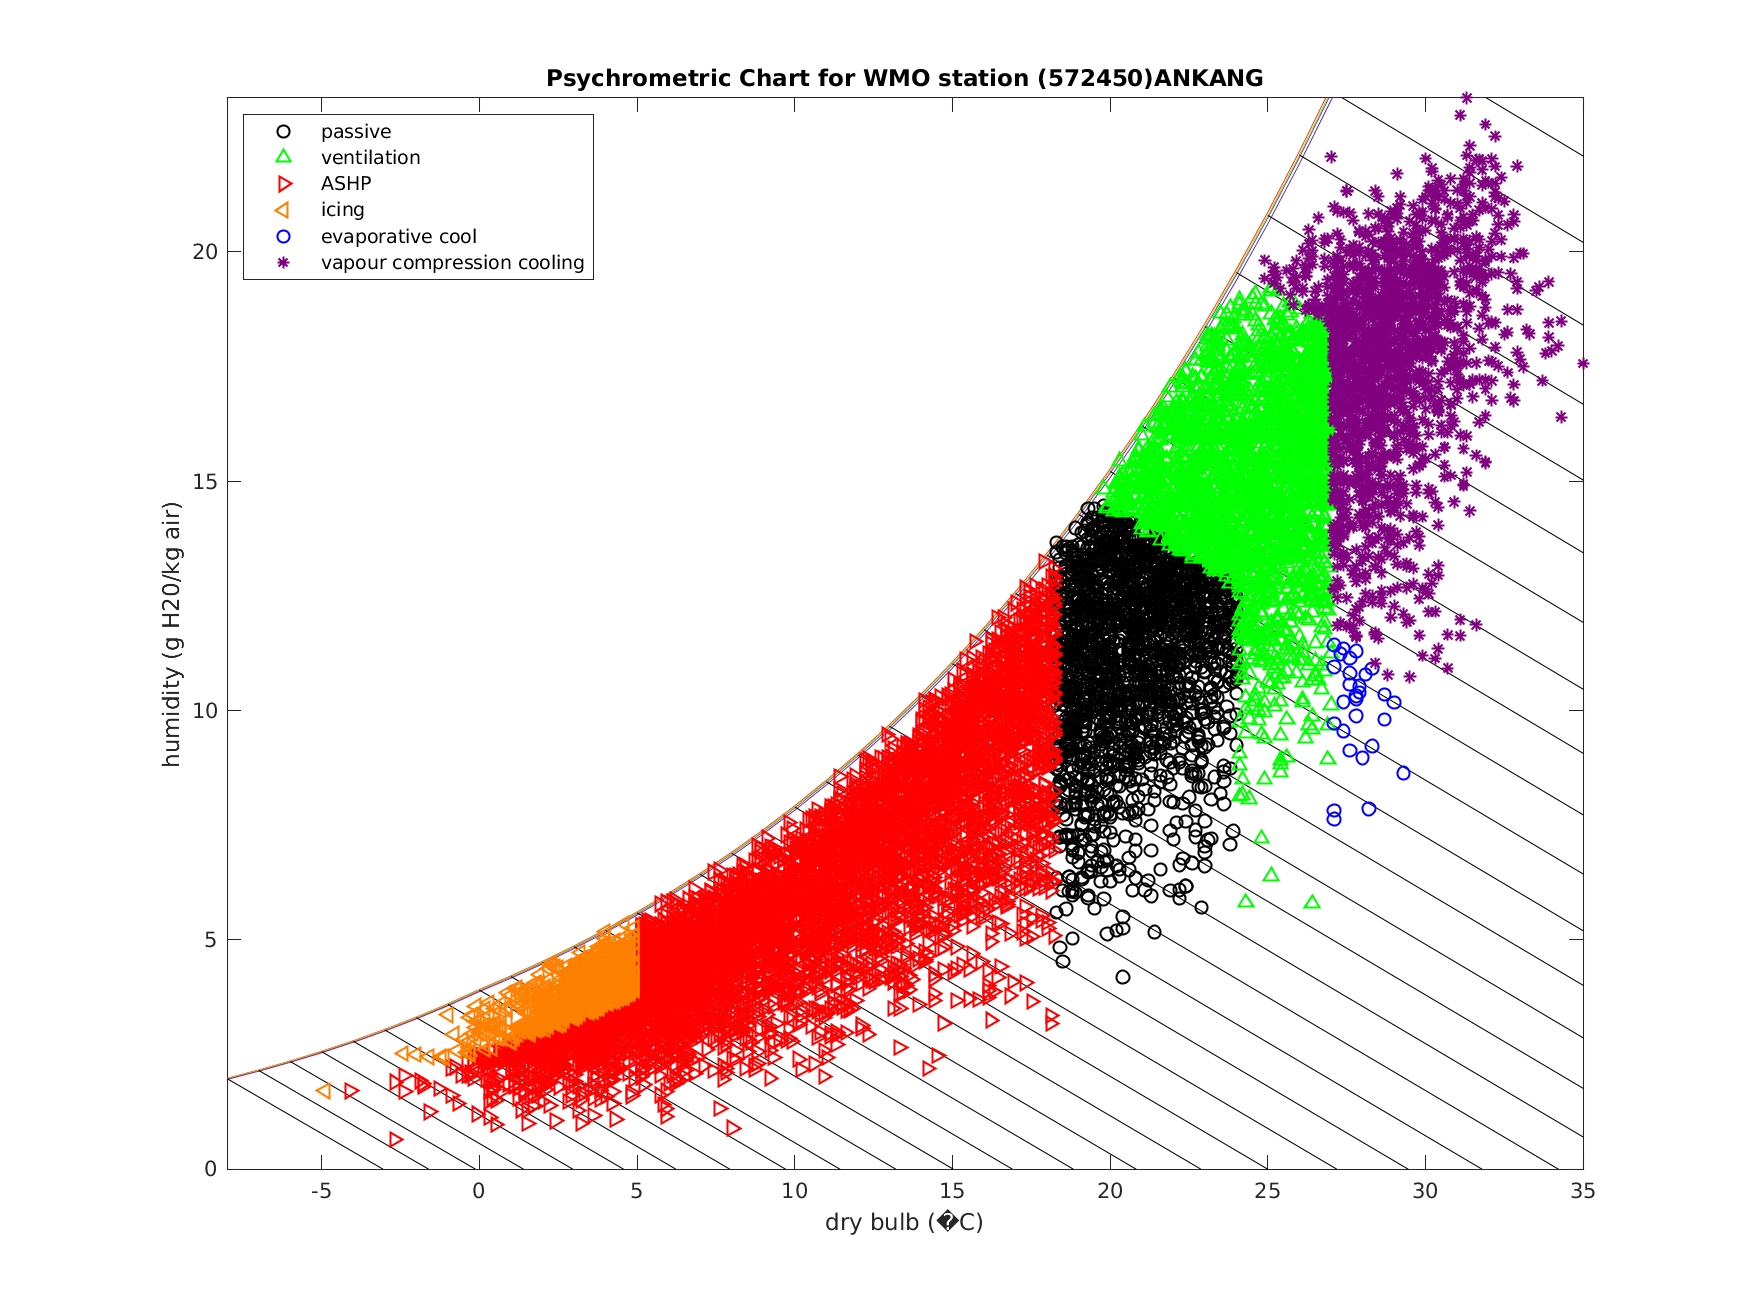 Psychrometric Chart for WMO station (572450)ANKANG
passive
ventilation
ASHP
icing
evaporative cool
vapour compression cooling
humidity (g H20/kg air)
20
15
10
5
0
-5 0 5 10 15 20 25 30 35
dry bulb (�C)